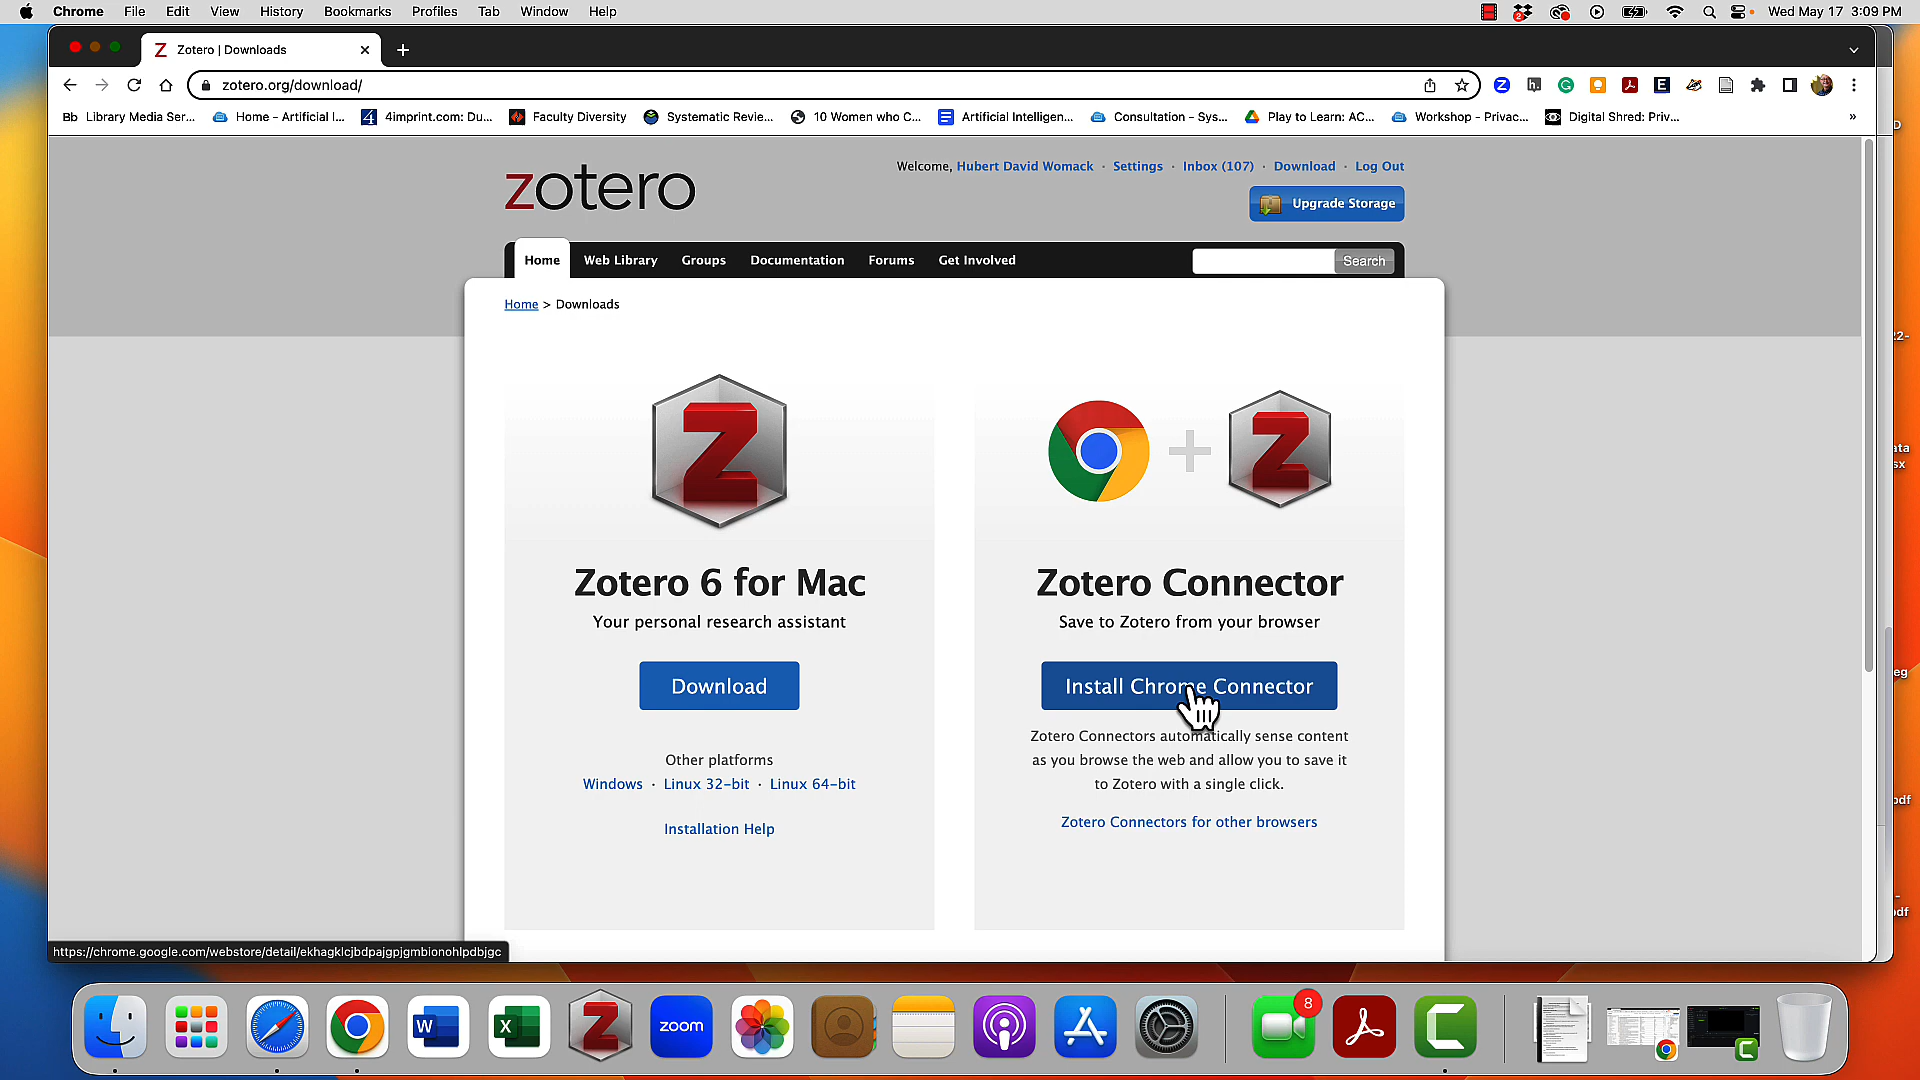 Chrome File Edit View History Bookmarks Profiles Tab Window Help 2 Wed May 17 3:09 PM
Zotero | Downloads
zotero.org/download/
Bb Library Media Ser... Home - Artificial I... 4imprint.com: Du... Faculty Diversity Systematic Revie... 10 Women who C... Artificial Intelligen... Consultation - Sys... Play to Learn: AC... Workshop - Privac... Digital Shred: Priv... »
zotero
Welcome, Hubert David Womack · Settings · Inbox (107) · Download · Log Out
Upgrade Storage
Home Web Library Groups Documentation Forums Get Involved Search
Home > Downloads
Zotero 6 for Mac
Your personal research assistant
Download
Other platforms
Windows · Linux 32-bit · Linux 64-bit
Installation Help
Zotero Connector
Save to Zotero from your browser
Install Chrome Connector
Zotero Connectors automatically sense content
as you browse the web and allow you to save it
to Zotero with a single click.
Zotero Connectors for other browsers
https://chrome.google.com/webstore/detail/ekhagklcjbdpajgpjgmbionohlpdbjgc
W X Z zoom 8